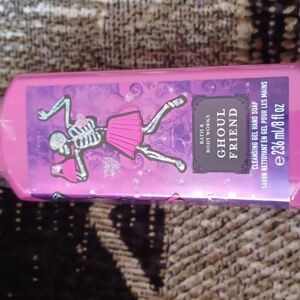 BATH &
BODY WORKS
GHOUL
FRIEND
CLEANSING GEL HAND SOAP
SAVON NETTOYANT EN GEL POUR LES MAINS
℮236 ml/8 fl oz